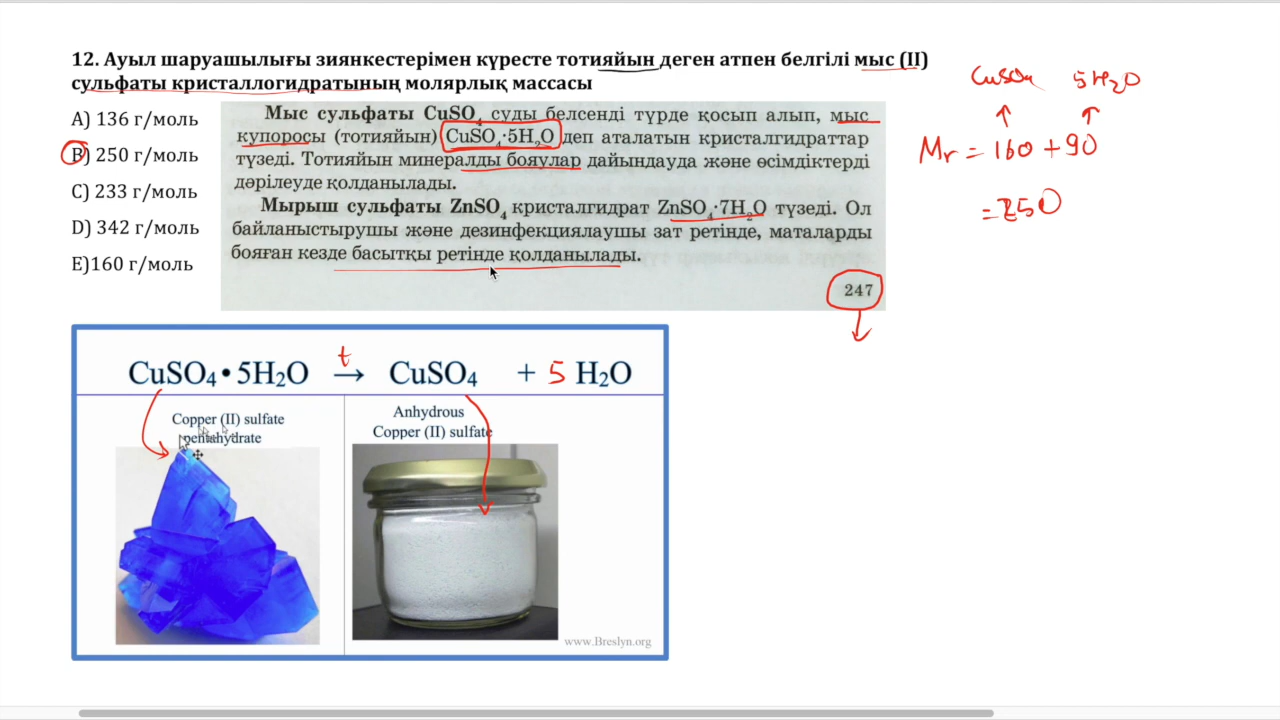 12. Ауыл шаруашылығы зиянкестерімен күресте тотияйын деген атпен белгілі мыс (II)
сульфаты кристаллогидратының молярлық массасы
A) 136 г/моль
B) 250 г/моль
C) 233 г/моль
D) 342 г/моль
E)160 г/моль
Мыс сульфаты CuSO₄ суды белсенді түрде қосып алып, мыс
купоросы (тотияйын) CuSO₄·5H₂O деп аталатын кристалгидраттар
түзеді. Тотияйын минералды бояулар дайындауда және өсімдіктерді
дәрілеуде қолданылады.
Мырыш сульфаты ZnSO₄ кристалгидрат ZnSO₄·7H₂O түзеді. Ол
байланыстырушы және дезинфекциялаушы зат ретінде, маталарды
бояған кезде басытқы ретінде қолданылады.
247
CuSO₄ 5H₂O
Mr = 160 + 90
= 250
t
CuSO₄ • 5H₂O → CuSO₄ + 5 H₂O
Copper (II) sulfate
pentahydrate
Anhydrous
Copper (II) sulfate
www.Breslyn.org